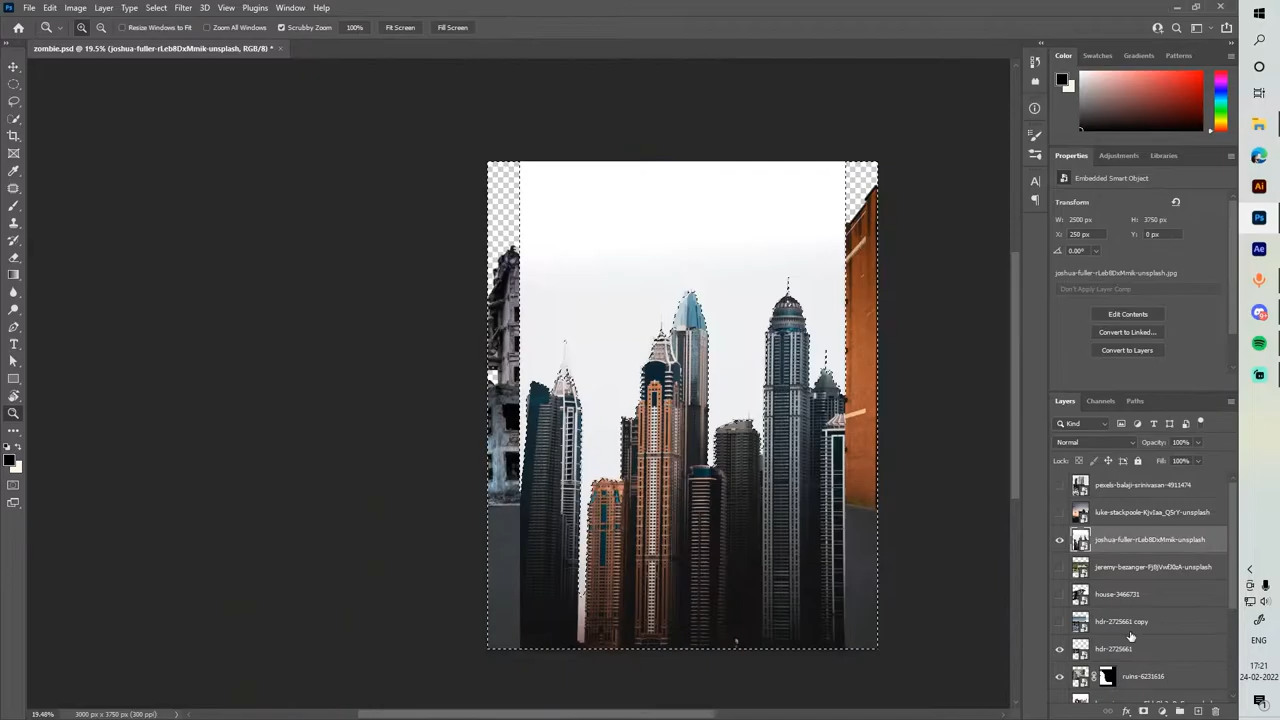 File Edit Image Layer Type Select Filter 3D View Plugins Window Help
Resize Windows to Fit Zoom All Windows Scrubby Zoom 100% Fit Screen Fill Screen
zombie.psd @ 19.5% (joshua-fuller-rLeb8DxMmik-unsplash, RGB/8) *
Color Swatches Gradients Patterns
Properties Adjustments Libraries
Embedded Smart Object
Transform
W: 2500 px H: 3750 px
X: 250 px Y: 0 px
0.00°
joshua-fuller-rLeb8DxMmik-unsplash.jpg
Don't Apply Layer Comp
Edit Contents
Convert to Linked...
Convert to Layers
Layers Channels Paths
Kind
Normal Opacity: 100%
Lock: Fill: 100%
pexels-balaji-srinivasan-4911474
luke-stackpoole-KjvIaa_Q5rY-unsplash
joshua-fuller-rLeb8DxMmik-unsplash
house-3496731
hdr-2725661 copy
hdr-2725661
ruins-6231616
ENG
17:21
24-02-2022
19.48% 3000 px x 3750 px (300 ppi)